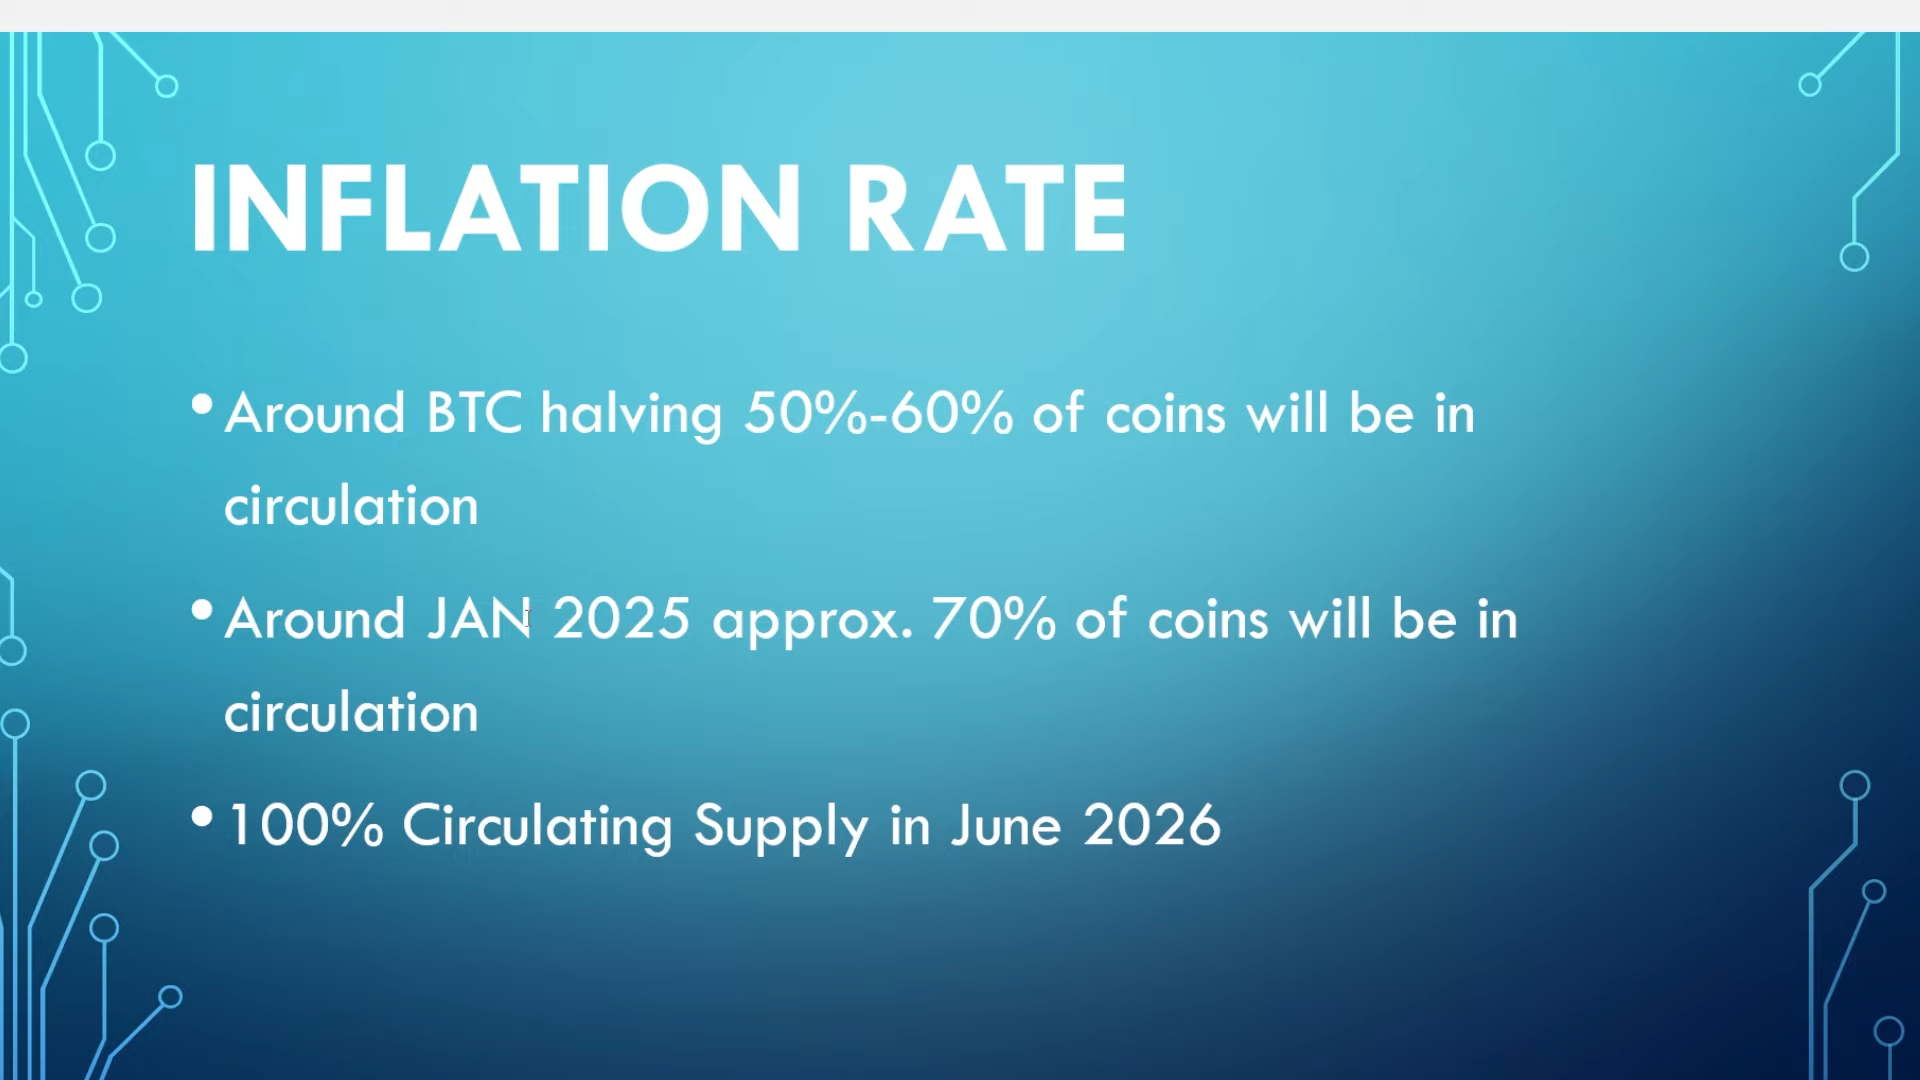 INFLATION RATE
• Around BTC halving 50%-60% of coins will be in
circulation
• Around JAN 2025 approx. 70% of coins will be in
circulation
• 100% Circulating Supply in June 2026